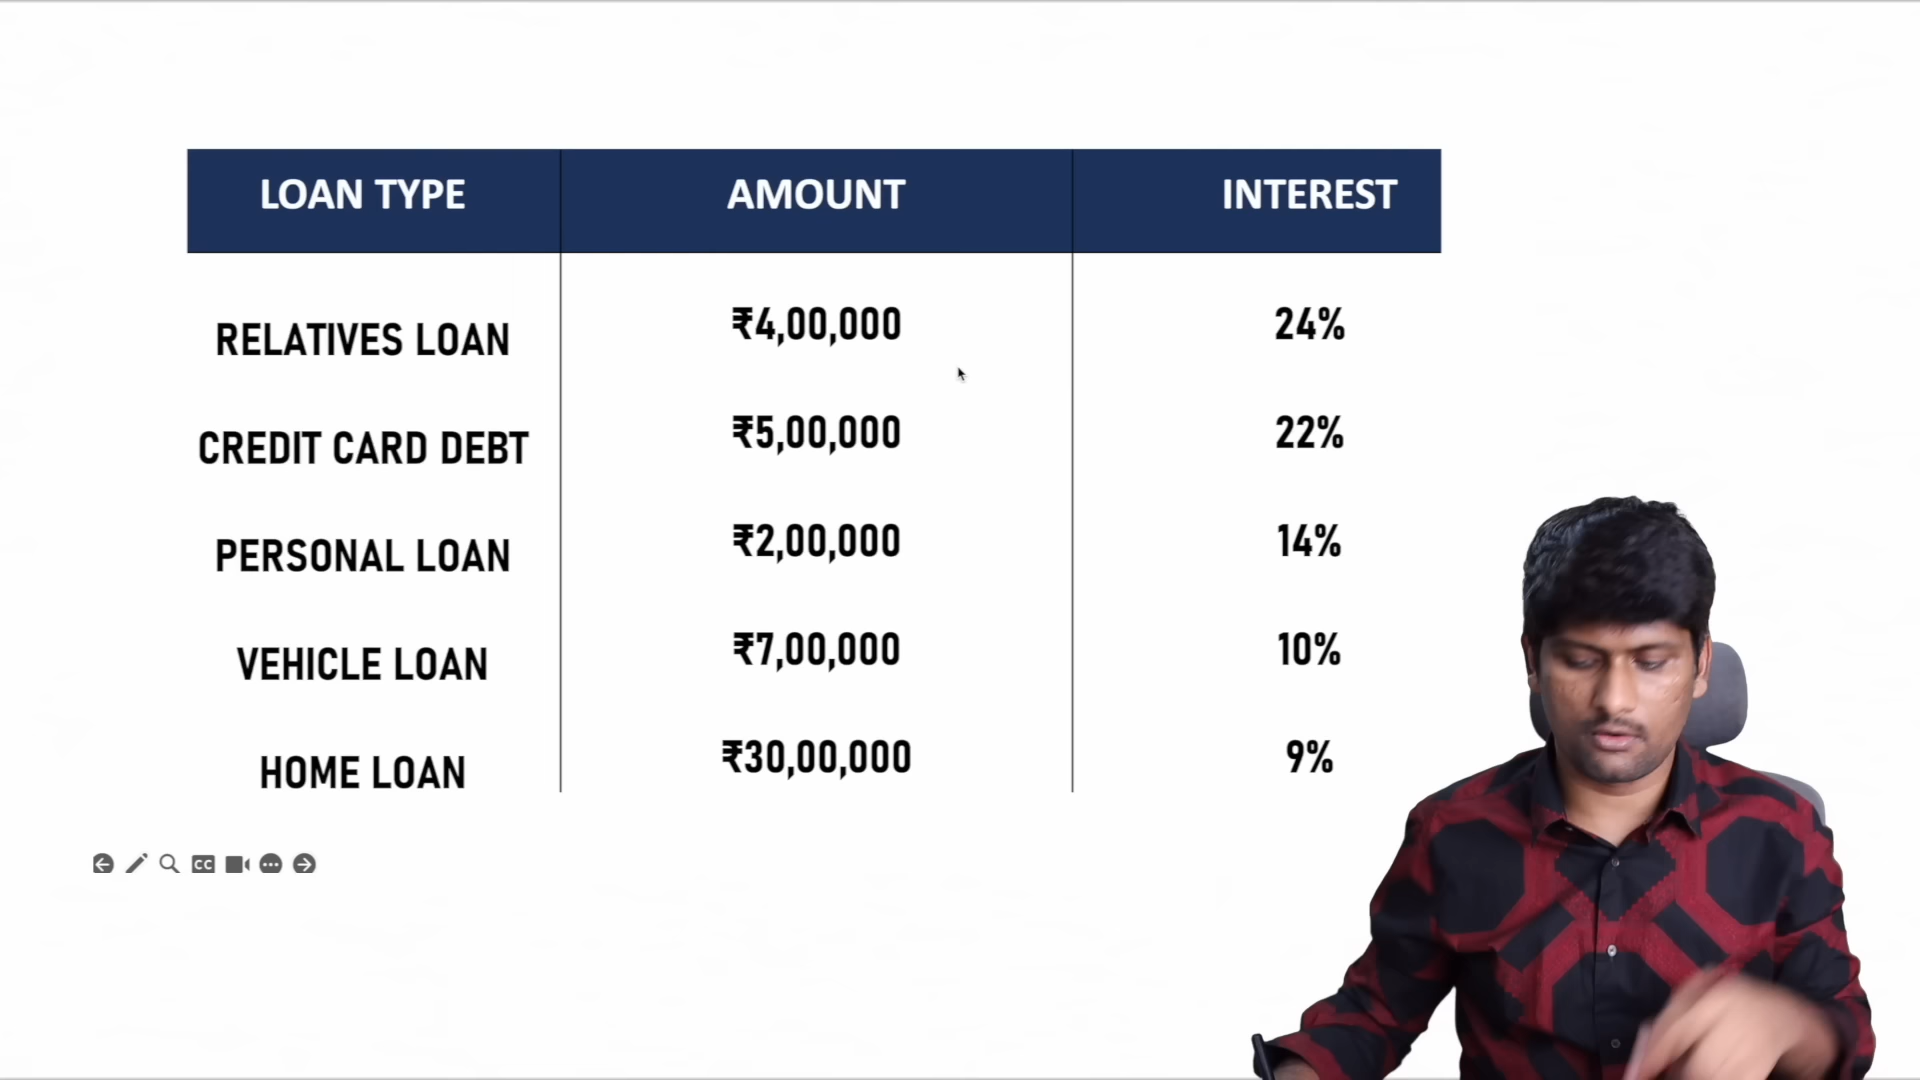 LOAN TYPE AMOUNT INTEREST
RELATIVES LOAN ₹4,00,000 24%
CREDIT CARD DEBT ₹5,00,000 22%
PERSONAL LOAN ₹2,00,000 14%
VEHICLE LOAN ₹7,00,000 10%
HOME LOAN ₹30,00,000 9%
CC